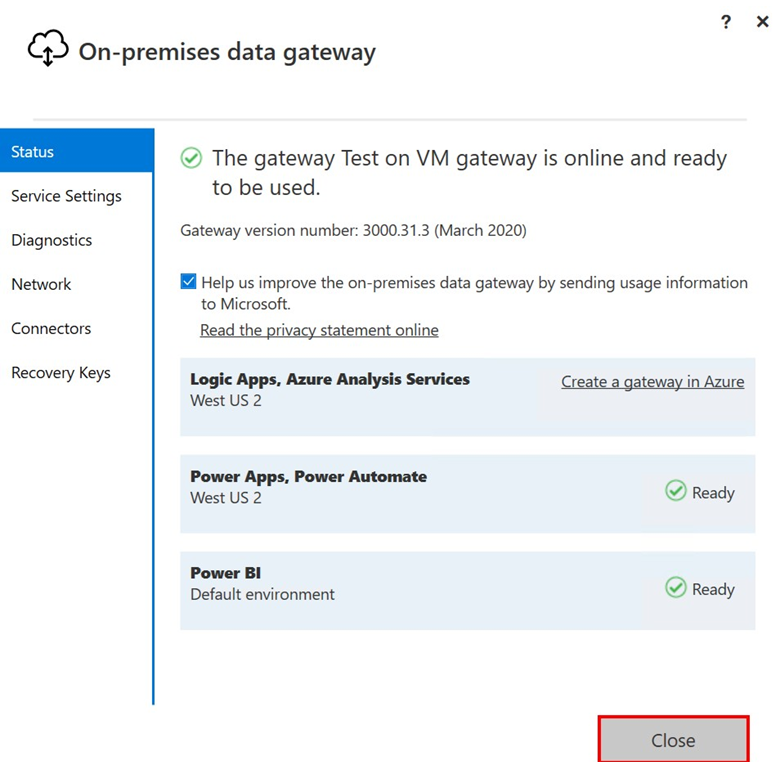 ?
On-premises data gateway
Status
Service Settings
Diagnostics
Network
Connectors
Recovery Keys
The gateway Test on VM gateway is online and ready
to be used.
Gateway version number: 3000.31.3 (March 2020)
Help us improve the on-premises data gateway by sending usage information
to Microsoft.
Read the privacy statement online
Logic Apps, Azure Analysis Services
West US 2
Create a gateway in Azure
Power Apps, Power Automate
West US 2
Ready
Power BI
Default environment
Ready
Close